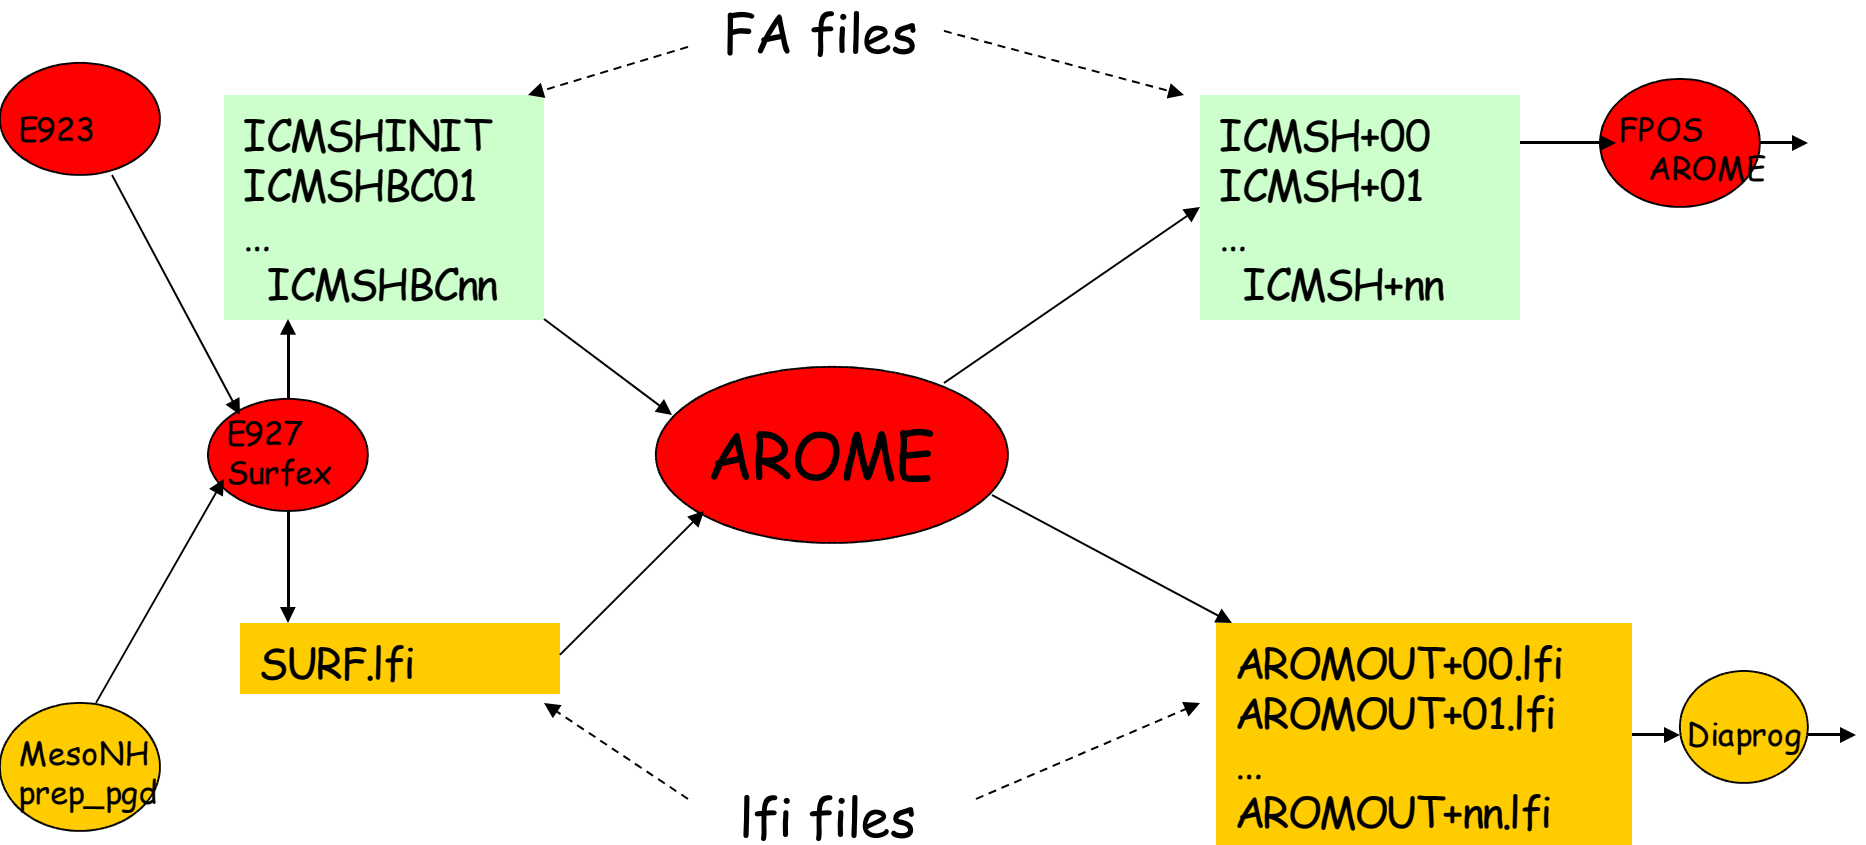 FA files
E923
ICMSHINIT
ICMSHBC01
...
ICMSHBCnn
ICMSH+00
ICMSH+01
...
ICMSH+nn
FPOS
AROME
E927
Surfex
AROME
SURF.lfi
MesoNH
prep_pgd
lfi files
AROMOUT+00.lfi
AROMOUT+01.lfi
...
AROMOUT+nn.lfi
Diaprog